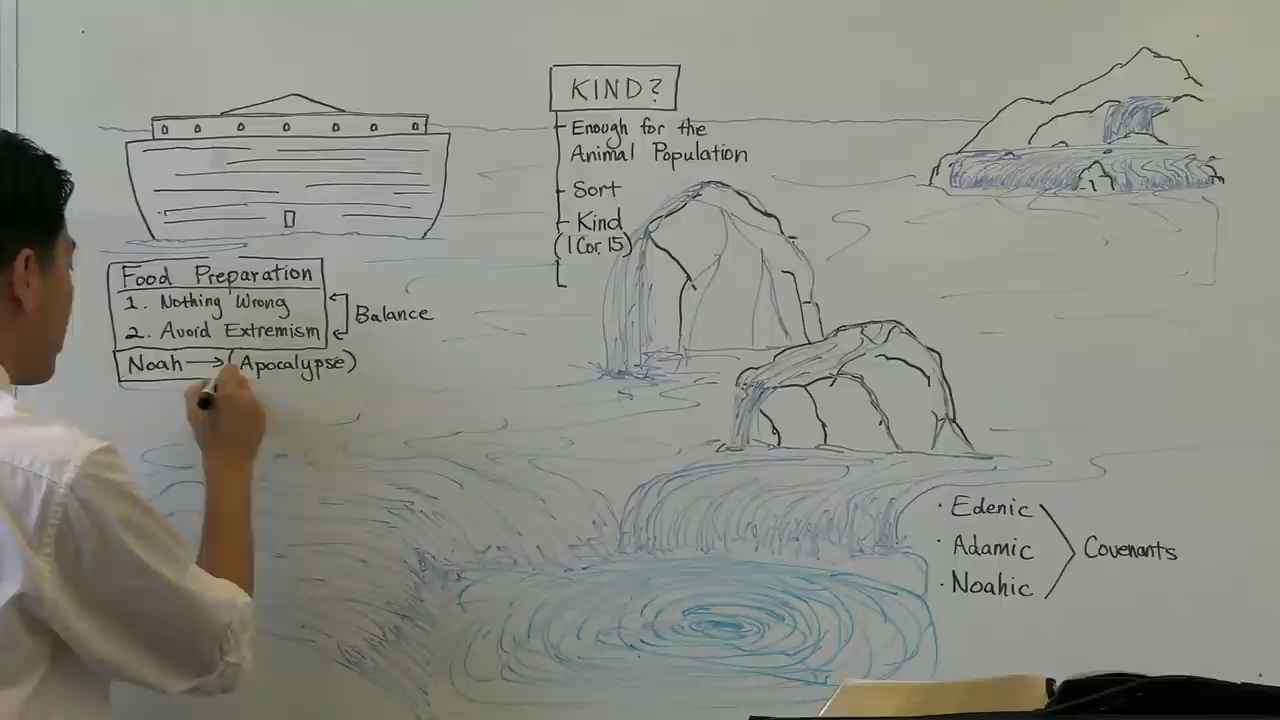 KIND?
- Enough for the
Animal Population
- Sort
- Kind
(1 Cor. 15)
Food Preparation
1. Nothing Wrong
2. Avoid Extremism
Balance
Noah → (Apocalypse)
· Edenic
· Adamic
· Noahic
Covenants